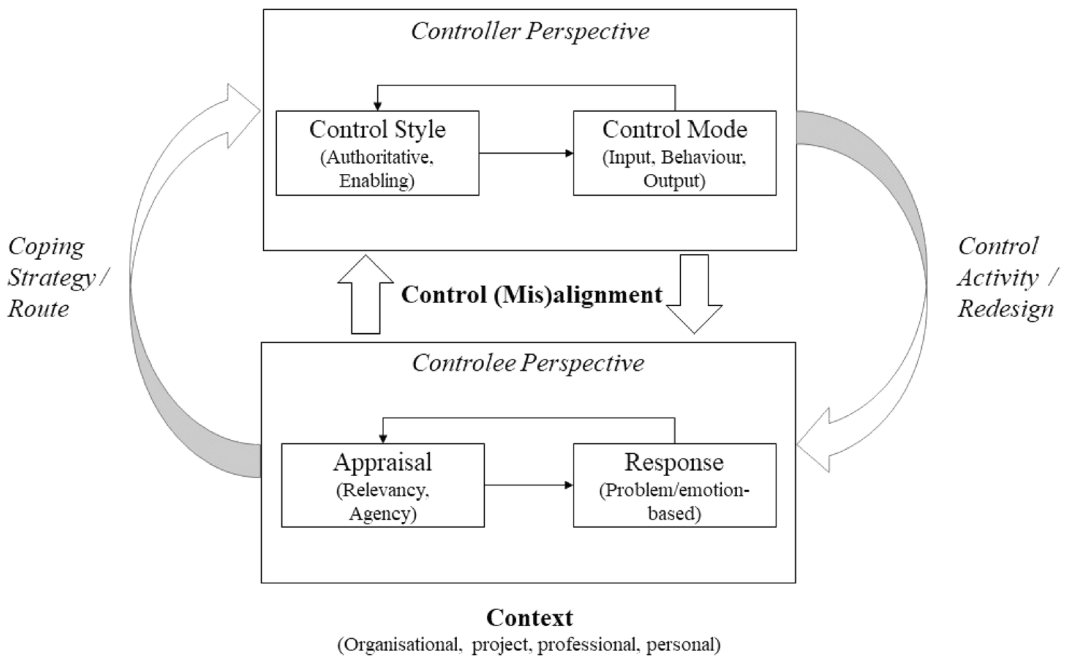 Controller Perspective
Control Style
(Authoritative,
Enabling)
Control Mode
(Input, Behaviour,
Output)
Coping
Strategy /
Route
Control
Activity /
Redesign
Control (Mis)alignment
Controlee Perspective
Appraisal
(Relevancy,
Agency)
Response
(Problem/emotion-
based)
Context
(Organisational, project, professional, personal)